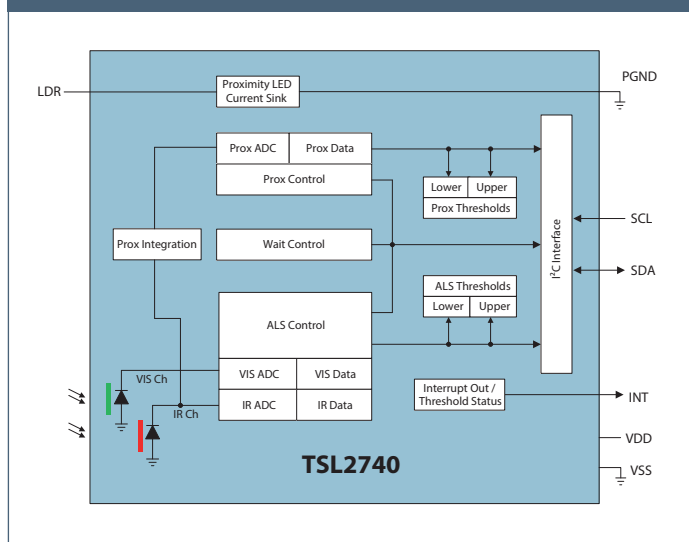 LDR
Proximity LED
Current Sink
PGND
Prox ADC
Prox Data
Prox Control
Lower
Upper
Prox Thresholds
SCL
Prox Integration
Wait Control
I²C Interface
SDA
ALS Thresholds
Lower
Upper
ALS Control
VIS Ch
VIS ADC
VIS Data
Interrupt Out /
Threshold Status
INT
IR Ch
IR ADC
IR Data
VDD
TSL2740
VSS